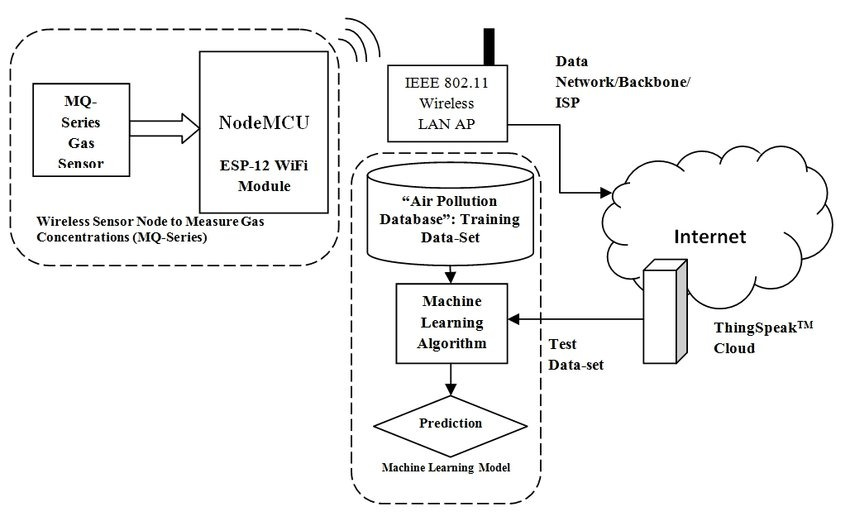 MQ-
Series
Gas
Sensor
NodeMCU
ESP-12 WiFi
Module
Wireless Sensor Node to Measure Gas
Concentrations (MQ-Series)
IEEE 802.11
Wireless
LAN AP
Data
Network/Backbone/
ISP
“Air Pollution
Database”: Training
Data-Set
Internet
Machine
Learning
Algorithm
Test
Data-set
ThingSpeak™
Cloud
Prediction
Machine Learning Model